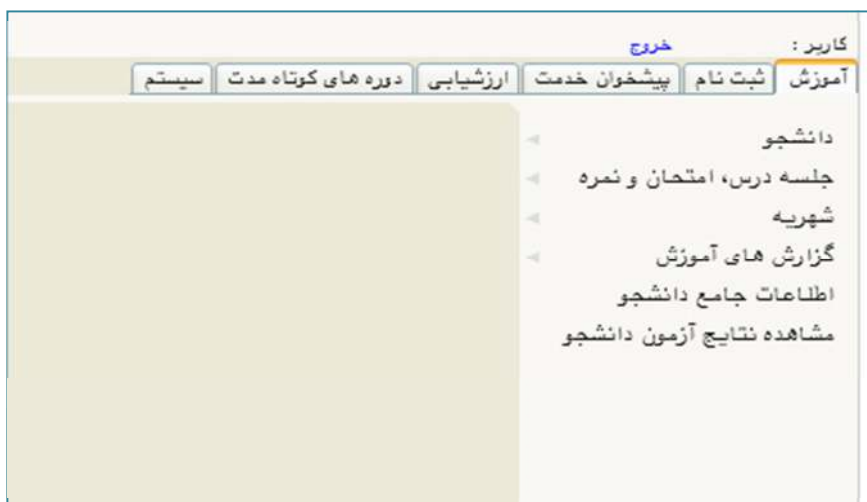 کاربر : خروج
آموزش ثبت نام پیشخوان خدمت ارزشیابی دوره های کوتاه مدت سیستم
دانشجو
جلسه درس، امتحان و نمره
شهریه
گزارش های آموزش
اطلاعات جامع دانشجو
مشاهده نتایج آزمون دانشجو